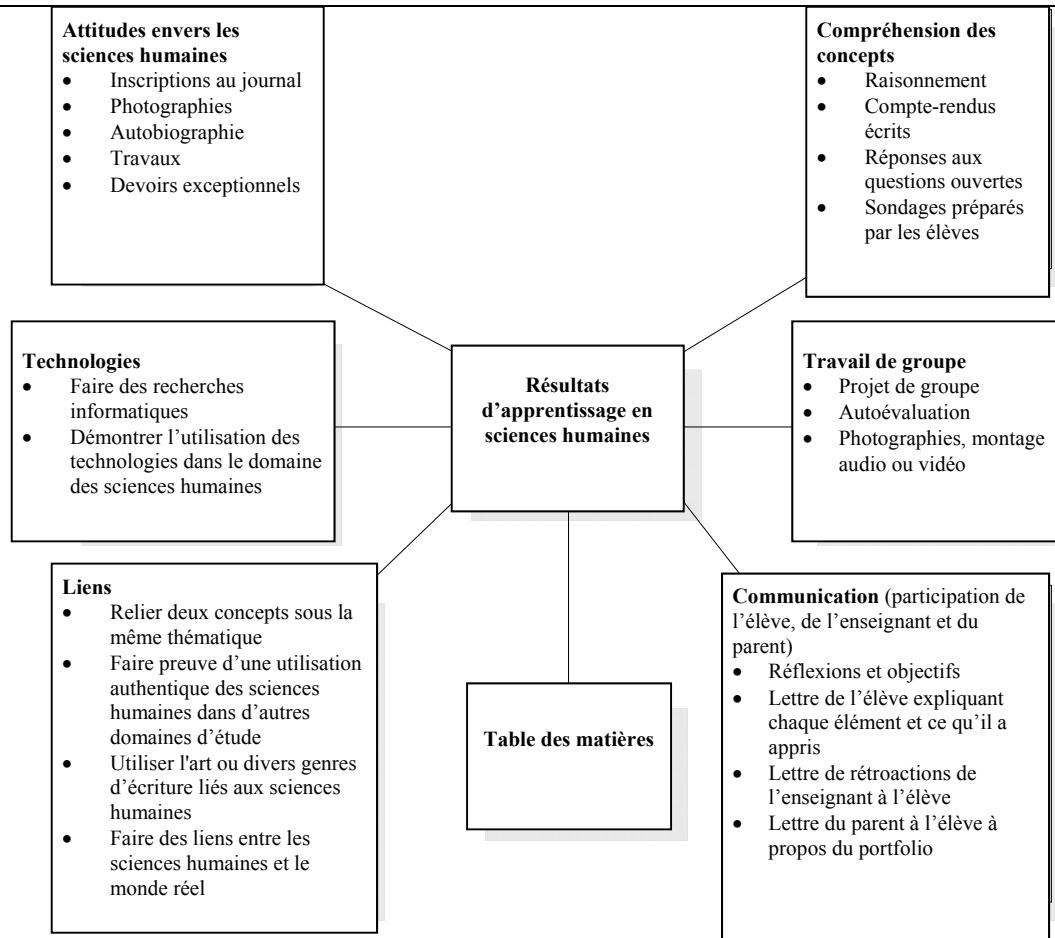 Attitudes envers les
sciences humaines
• Inscriptions au journal
• Photographies
• Autobiographie
• Travaux
• Devoirs exceptionnels
Compréhension des
concepts
• Raisonnement
• Compte-rendus
écrits
• Réponses aux
questions ouvertes
• Sondages préparés
par les élèves
Technologies
• Faire des recherches
informatiques
• Démontrer l’utilisation des
technologies dans le domaine
des sciences humaines
Résultats
d’apprentissage en
sciences humaines
Travail de groupe
• Projet de groupe
• Autoévaluation
• Photographies, montage
audio ou vidéo
Liens
• Relier deux concepts sous la
même thématique
• Faire preuve d’une utilisation
authentique des sciences
humaines dans d’autres
domaines d’étude
• Utiliser l'art ou divers genres
d’écriture liés aux sciences
humaines
• Faire des liens entre les
sciences humaines et le
monde réel
Table des matières
Communication (participation de
l’élève, de l’enseignant et du
parent)
• Réflexions et objectifs
• Lettre de l’élève expliquant
chaque élément et ce qu’il a
appris
• Lettre de rétroactions de
l’enseignant à l’élève
• Lettre du parent à l’élève à
propos du portfolio